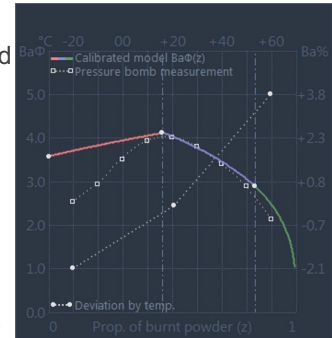 d
°C -20 00 +20 +40 +60
BaΦ Calibrated model BaΦ(z) Ba%
Pressure bomb measurement
5.0 +3.8
4.0 +2.3
3.0 +0.8
2.0 -0.7
1.0 -2.1
Deviation by temp.
0.0
0 Prop. of burnt powder (z) 1